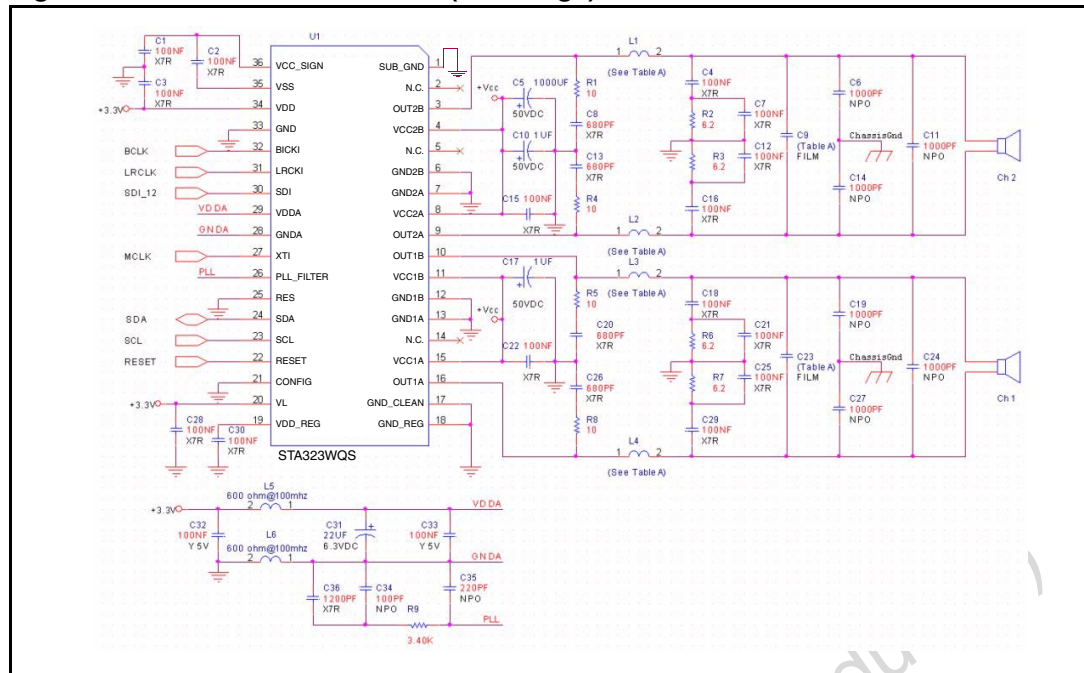 U1
STA323WQS
36 VCC_SIGN
35 VSS
34 VDD
33 GND
32 BICKI
31 LRCKI
30 SDI
29 VDDA
28 GNDA
27 XTI
26 PLL_FILTER
25 RES
24 SDA
23 SCL
22 RESET
21 CONFIG
20 VL
19 VDD_REG
SUB_GND 1
N.C. 2
OUT2B 3
VCC2B 4
N.C. 5
GND2B 6
GND2A 7
VCC2A 8
OUT2A 9
OUT1B 10
VCC1B 11
GND1B 12
GND1A 13
N.C. 14
VCC1A 15
OUT1A 16
GND_CLEAN 17
GND_REG 18
C1
100NF
X7R
C2
100NF
X7R
C3
100NF
X7R
+3.3V
BCLK
LRCLK
SDI_12
VDDA
GNDA
MCLK
PLL
SDA
SCL
RESET
+3.3V
C28
100NF
X7R
C30
100NF
X7R
+Vcc
C5 1000UF
+
50VDC
C10 1UF
+
50VDC
C15 100NF
X7R
R1
10
C8
680PF
X7R
C13
680PF
X7R
R4
10
L1
1 2
(See Table A)
L2
1 2
(See Table A)
C4
100NF
X7R
R2
6.2
C7
100NF
X7R
R3
6.2
C12
100NF
X7R
C16
100NF
X7R
C9
(Table A)
FILM
C6
1000PF
NPO
ChassisGnd
C14
1000PF
NPO
C11
1000PF
NPO
Ch 2
C17 1UF
+
50VDC
+Vcc
C22 100NF
X7R
R5
10
C20
680PF
X7R
C26
680PF
X7R
R8
10
1 2
L3
(See Table A)
L4
1 2
(See Table A)
C18
100NF
X7R
R6
6.2
C21
100NF
X7R
R7
6.2
C25
100NF
X7R
C29
100NF
X7R
C23
(Table A)
FILM
C19
1000PF
NPO
ChassisGnd
C27
1000PF
NPO
C24
1000PF
NPO
Ch 1
L5
600 ohm@100mhz
2 1
+3.3V
VDDA
C32
100NF
Y5V
L6
600 ohm@100mhz
2 1
C31
22UF
6.3VDC
+
C33
100NF
Y5V
GNDA
C36
1200PF
X7R
C34
100PF
NPO
C35
220PF
NPO
R9
3.40K
PLL